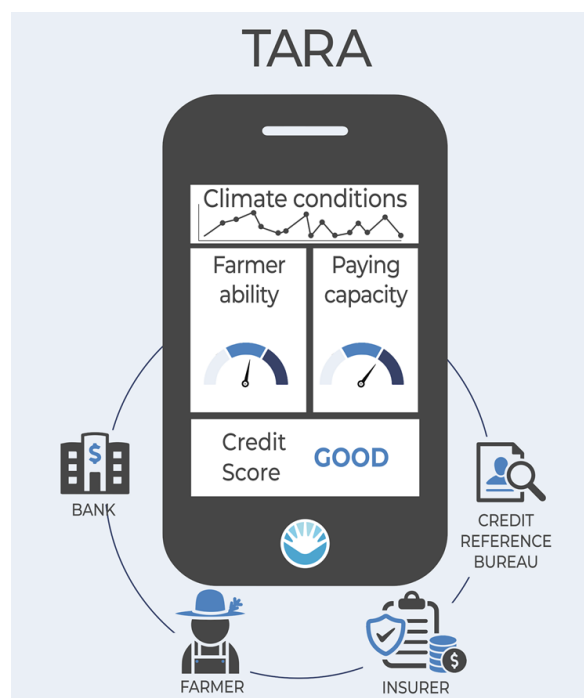 TARA
Climate conditions
Farmer
ability
Paying
capacity
Credit
Score
GOOD
$
BANK
CREDIT
REFERENCE
BUREAU
$
FARMER
INSURER